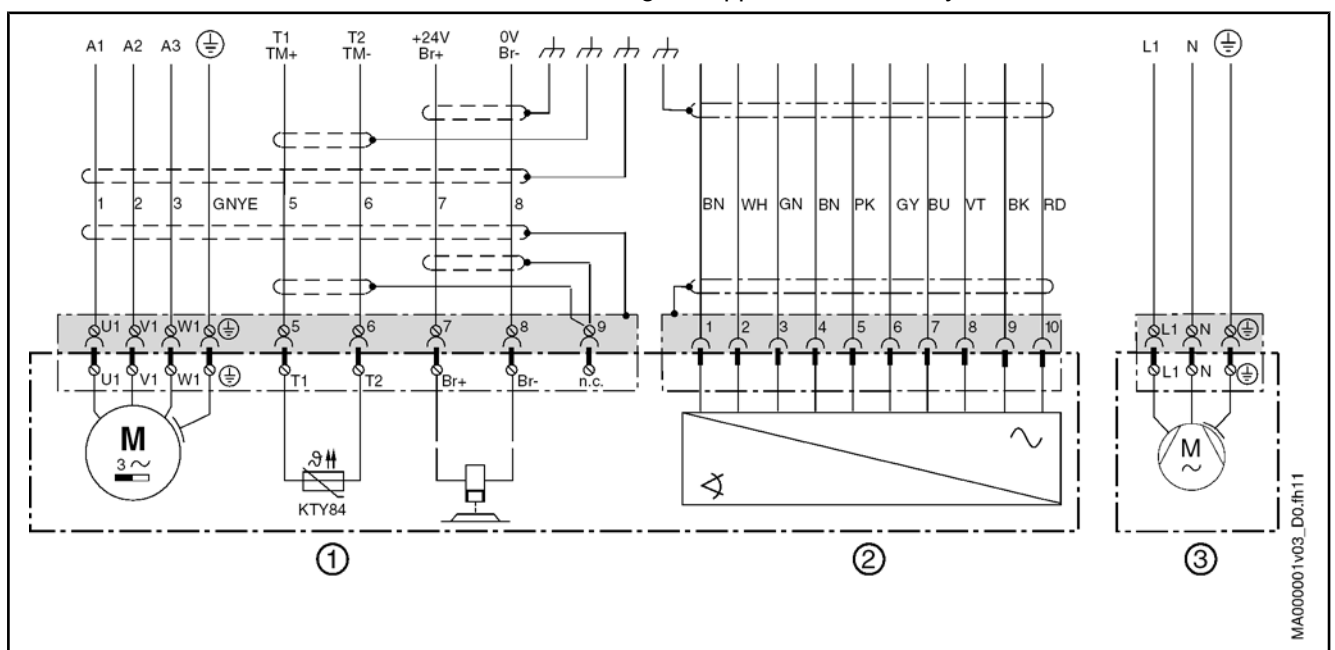 A1 A2 A3 T1 T2 +24V 0V L1 N
TM+ TM- Br+ Br-
1 2 3 GNYE 5 6 7 8 BN WH GN BN PK GY BU VT BK RD
U1 V1 W1 5 6 7 8 9 1 2 3 4 5 6 7 8 9 10 L1 N
U1 V1 W1 T1 T2 Br+ Br- n.c. L1 N
M
3
KTY84
M
1 2 3
MA000001v03_D0.fh11